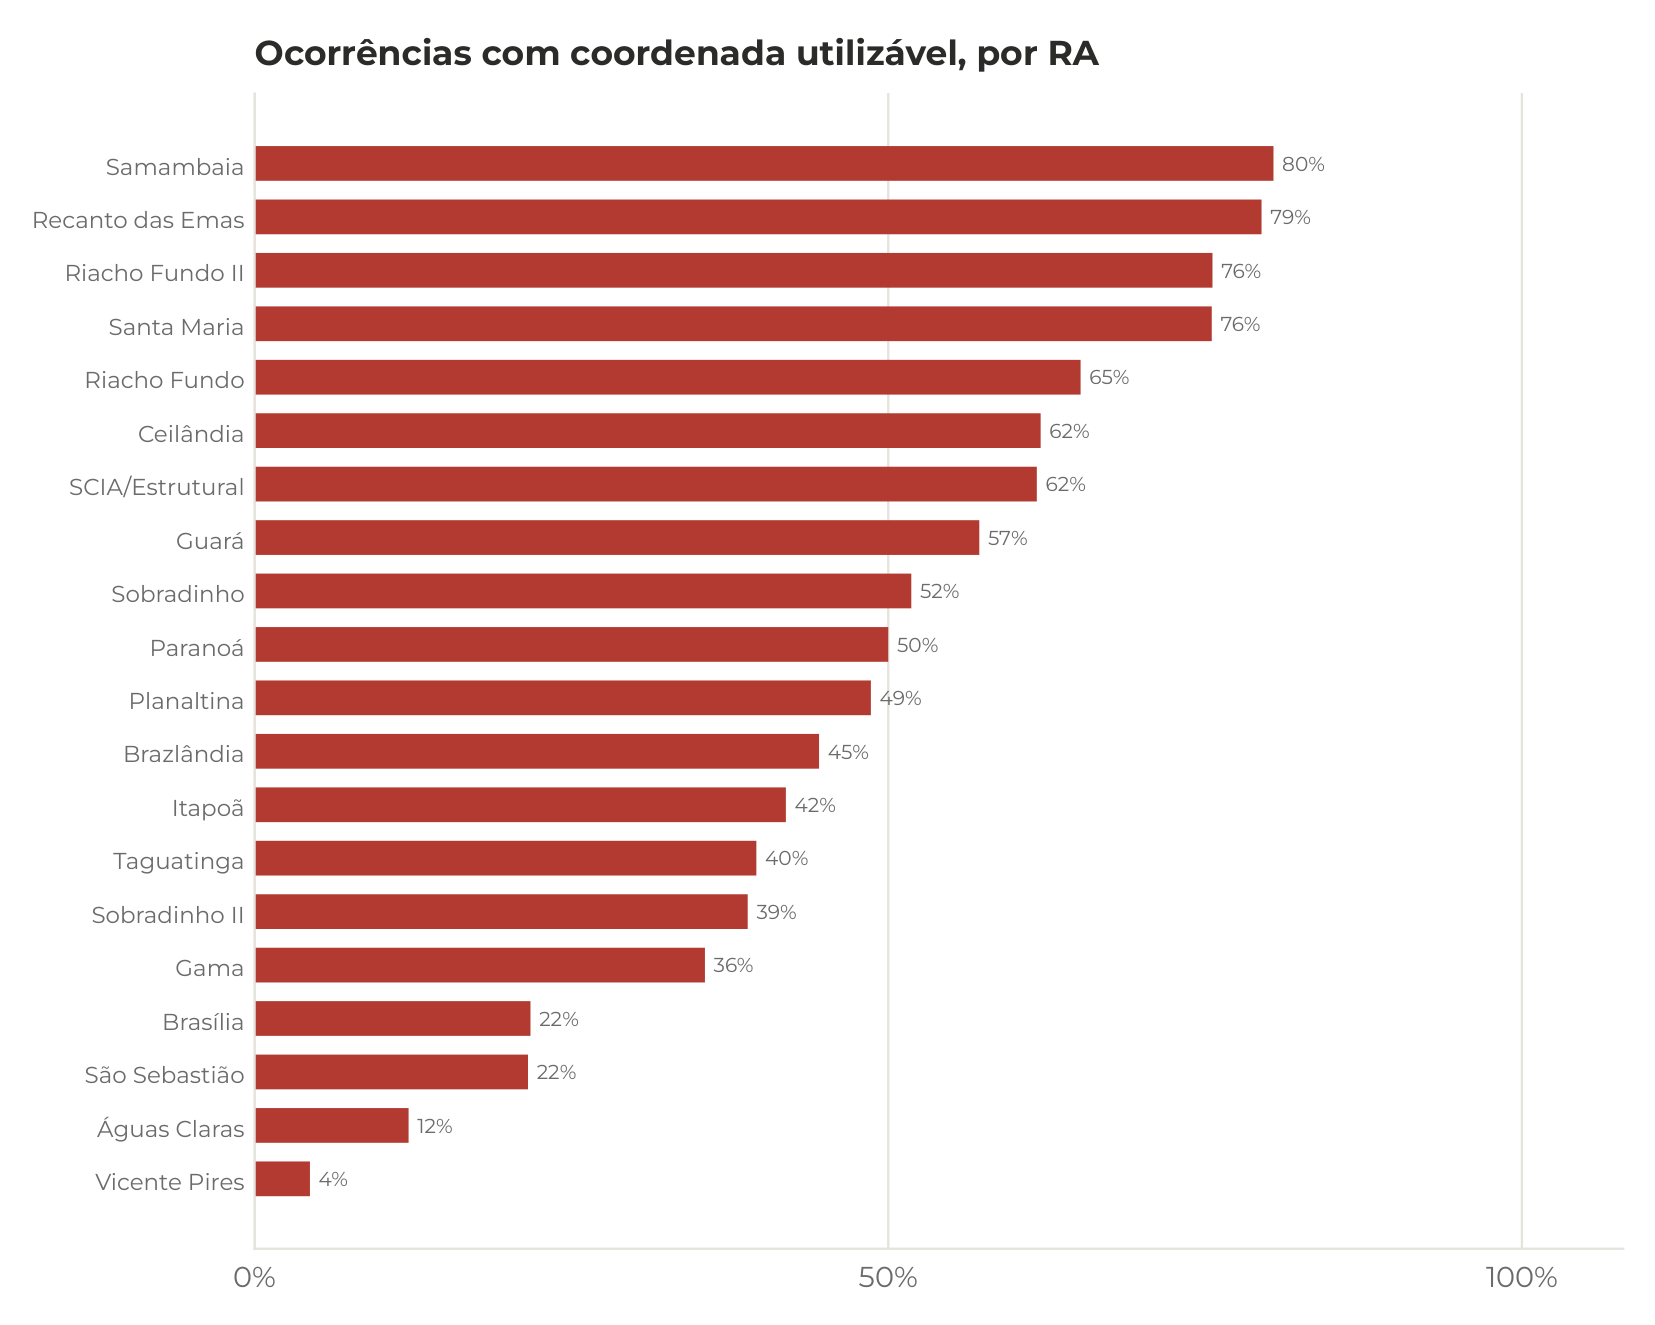 Ocorrências com coordenada utilizável, por RA
Samambaia 80%
Recanto das Emas 79%
Riacho Fundo II 76%
Santa Maria 76%
Riacho Fundo 65%
Ceilândia 62%
SCIA/Estrutural 62%
Guará 57%
Sobradinho 52%
Paranoá 50%
Planaltina 49%
Brazlândia 45%
Itapoã 42%
Taguatinga 40%
Sobradinho II 39%
Gama 36%
Brasília 22%
São Sebastião 22%
Águas Claras 12%
Vicente Pires 4%
0% 50% 100%